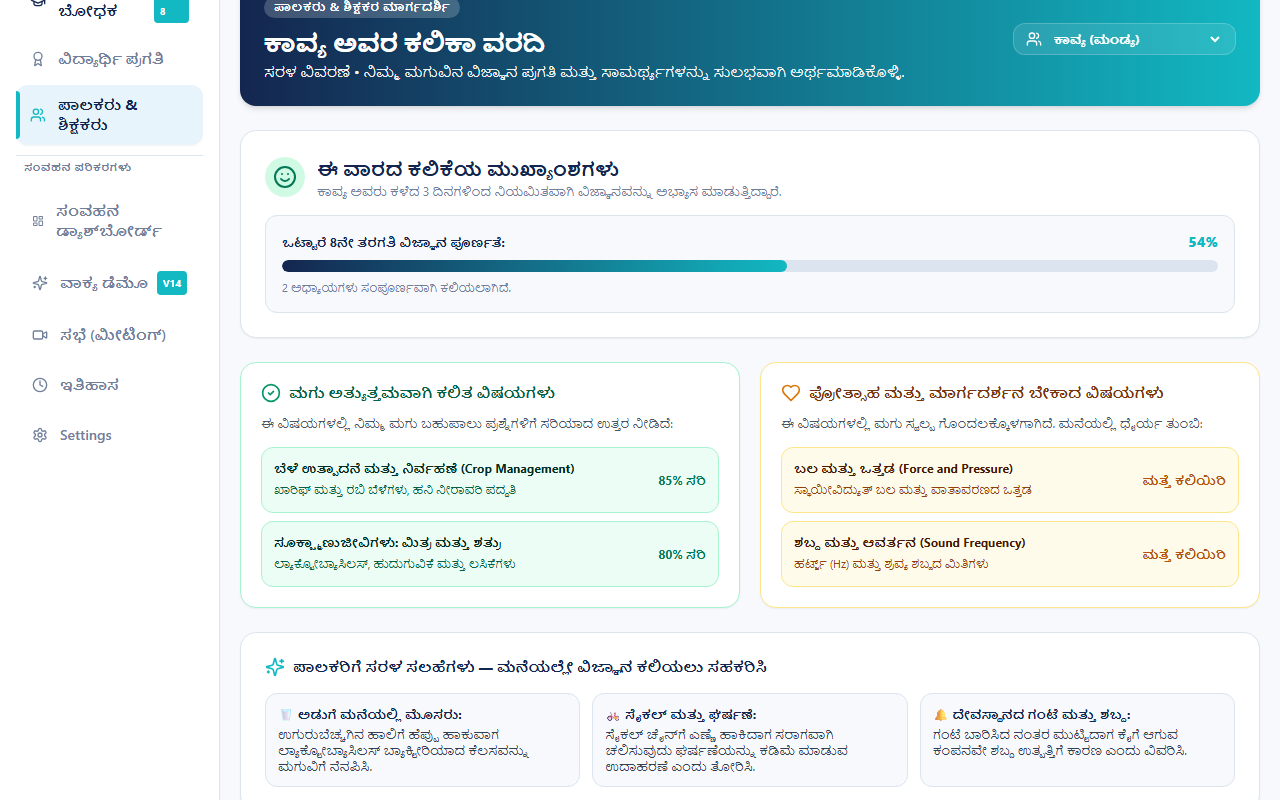 ಬೋಧಕ
8
ವಿದ್ಯಾರ್ಥಿ ಪ್ರಗತಿ
ಪಾಲಕರು &
ಶಿಕ್ಷಕರು
ಸಂವಹನ ಪರಿಕರಗಳು
ಸಂವಹನ
ಡ್ಯಾಶ್‌ಬೋರ್ಡ್
ವಾಕ್ಯ ಡೆಮೊ
V14
ಸಭೆ (ಮೀಟಿಂಗ್)
ಇತಿಹಾಸ
Settings
ಪಾಲಕರು & ಶಿಕ್ಷಕರ ಮಾರ್ಗದರ್ಶಿ
ಕಾವ್ಯ ಅವರ ಕಲಿಕಾ ವರದಿ
ಸರಳ ವಿವರಣೆ • ನಿಮ್ಮ ಮಗುವಿನ ವಿಜ್ಞಾನ ಪ್ರಗತಿ ಮತ್ತು ಸಾಮರ್ಥ್ಯಗಳನ್ನು ಸುಲಭವಾಗಿ ಅರ್ಥಮಾಡಿಕೊಳ್ಳಿ.
ಕಾವ್ಯ (ಮಂಡ್ಯ)
ಈ ವಾರದ ಕಲಿಕೆಯ ಮುಖ್ಯಾಂಶಗಳು
ಕಾವ್ಯ ಅವರು ಕಳೆದ 3 ದಿನಗಳಿಂದ ನಿಯಮಿತವಾಗಿ ವಿಜ್ಞಾನವನ್ನು ಅಭ್ಯಾಸ ಮಾಡುತ್ತಿದ್ದಾರೆ.
ಒಟ್ಟಾರೆ 8ನೇ ತರಗತಿ ವಿಜ್ಞಾನ ಪೂರ್ಣತೆ:
54%
2 ಅಧ್ಯಾಯಗಳು ಸಂಪೂರ್ಣವಾಗಿ ಕಲಿಯಲಾಗಿದೆ.
ಮಗು ಅತ್ಯುತ್ತಮವಾಗಿ ಕಲಿತ ವಿಷಯಗಳು
ಈ ವಿಷಯಗಳಲ್ಲಿ ನಿಮ್ಮ ಮಗು ಬಹುಪಾಲು ಪ್ರಶ್ನೆಗಳಿಗೆ ಸರಿಯಾದ ಉತ್ತರ ನೀಡಿದೆ:
ಬೆಳೆ ಉತ್ಪಾದನೆ ಮತ್ತು ನಿರ್ವಹಣೆ (Crop Management)
ಖಾರಿಫ್ ಮತ್ತು ರಬಿ ಬೆಳೆಗಳು, ಹನಿ ನೀರಾವರಿ ಪದ್ಧತಿ
85% ಸರಿ
ಸೂಕ್ಷ್ಮಾಣುಜೀವಿಗಳು: ಮಿತ್ರ ಮತ್ತು ಶತ್ರು
ಲ್ಯಾಕ್ಟೋಬ್ಯಾಸಿಲಸ್, ಹುದುಗುವಿಕೆ ಮತ್ತು ಲಸಿಕೆಗಳು
80% ಸರಿ
ಪ್ರೋತ್ಸಾಹ ಮತ್ತು ಮಾರ್ಗದರ್ಶನ ಬೇಕಾದ ವಿಷಯಗಳು
ಈ ವಿಷಯಗಳಲ್ಲಿ ಮಗು ಸ್ವಲ್ಪ ಗೊಂದಲಕ್ಕೊಳಗಾಗಿದೆ. ಮನೆಯಲ್ಲಿ ಧೈರ್ಯ ತುಂಬಿ:
ಬಲ ಮತ್ತು ಒತ್ತಡ (Force and Pressure)
ಸ್ಥಾಯೀವಿದ್ಯುತ್ ಬಲ ಮತ್ತು ವಾತಾವರಣದ ಒತ್ತಡ
ಮತ್ತೆ ಕಲಿಯಿರಿ
ಶಬ್ದ ಮತ್ತು ಆವರ್ತನ (Sound Frequency)
ಹರ್ಟ್ಜ್ (Hz) ಮತ್ತು ಶ್ರವ್ಯ ಶಬ್ದದ ಮಿತಿಗಳು
ಮತ್ತೆ ಕಲಿಯಿರಿ
ಪಾಲಕರಿಗೆ ಸರಳ ಸಲಹೆಗಳು — ಮನೆಯಲ್ಲೇ ವಿಜ್ಞಾನ ಕಲಿಯಲು ಸಹಕರಿಸಿ
ಅಡುಗೆ ಮನೆಯಲ್ಲಿ ಮೊಸರು:
ಉಗುರುಬೆಚ್ಚಗಿನ ಹಾಲಿಗೆ ಹೆಪ್ಪು ಹಾಕುವಾಗ
ಲ್ಯಾಕ್ಟೋಬ್ಯಾಸಿಲಸ್ ಬ್ಯಾಕ್ಟೀರಿಯಾದ ಕೆಲಸವನ್ನು
ಮಗುವಿಗೆ ನೆನಪಿಸಿ.
ಸೈಕಲ್ ಮತ್ತು ಘರ್ಷಣೆ:
ಸೈಕಲ್ ಚೈನ್‌ಗೆ ಎಣ್ಣೆ ಹಾಕಿದಾಗ ಸರಾಗವಾಗಿ
ಚಲಿಸುವುದು ಘರ್ಷಣೆಯನ್ನು ಕಡಿಮೆ ಮಾಡುವ
ಉದಾಹರಣೆ ಎಂದು ತೋರಿಸಿ.
ದೇವಸ್ಥಾನದ ಗಂಟೆ ಮತ್ತು ಶಬ್ದ:
ಗಂಟೆ ಬಾರಿಸಿದ ನಂತರ ಮುಟ್ಟಿದಾಗ ಕೈಗೆ ಆಗುವ
ಕಂಪನವೇ ಶಬ್ದ ಉತ್ಪತ್ತಿಗೆ ಕಾರಣ ಎಂದು ವಿವರಿಸಿ.